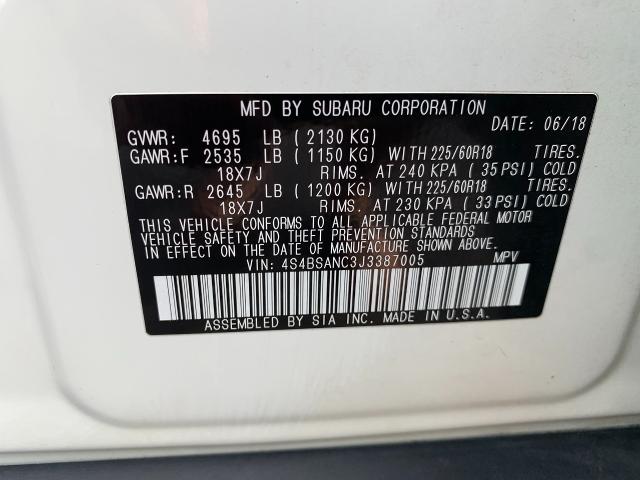 MFD BY SUBARU CORPORATION
DATE: 06/18
GVWR: 4695 LB ( 2130 KG)
GAWR:F 2535 LB ( 1150 KG) WITH 225/60R18 TIRES.
18X7J RIMS. AT 240 KPA ( 35 PSI) COLD
GAWR:R 2645 LB ( 1200 KG) WITH 225/60R18 TIRES.
18X7J RIMS. AT 230 KPA ( 33 PSI) COLD
THIS VEHICLE CONFORMS TO ALL APPLICABLE FEDERAL MOTOR
VEHICLE SAFETY AND THEFT PREVENTION STANDARDS
IN EFFECT ON THE DATE OF MANUFACTURE SHOWN ABOVE.
VIN: 4S4BSANC3J3387005 MPV
ASSEMBLED BY SIA INC. MADE IN U.S.A.